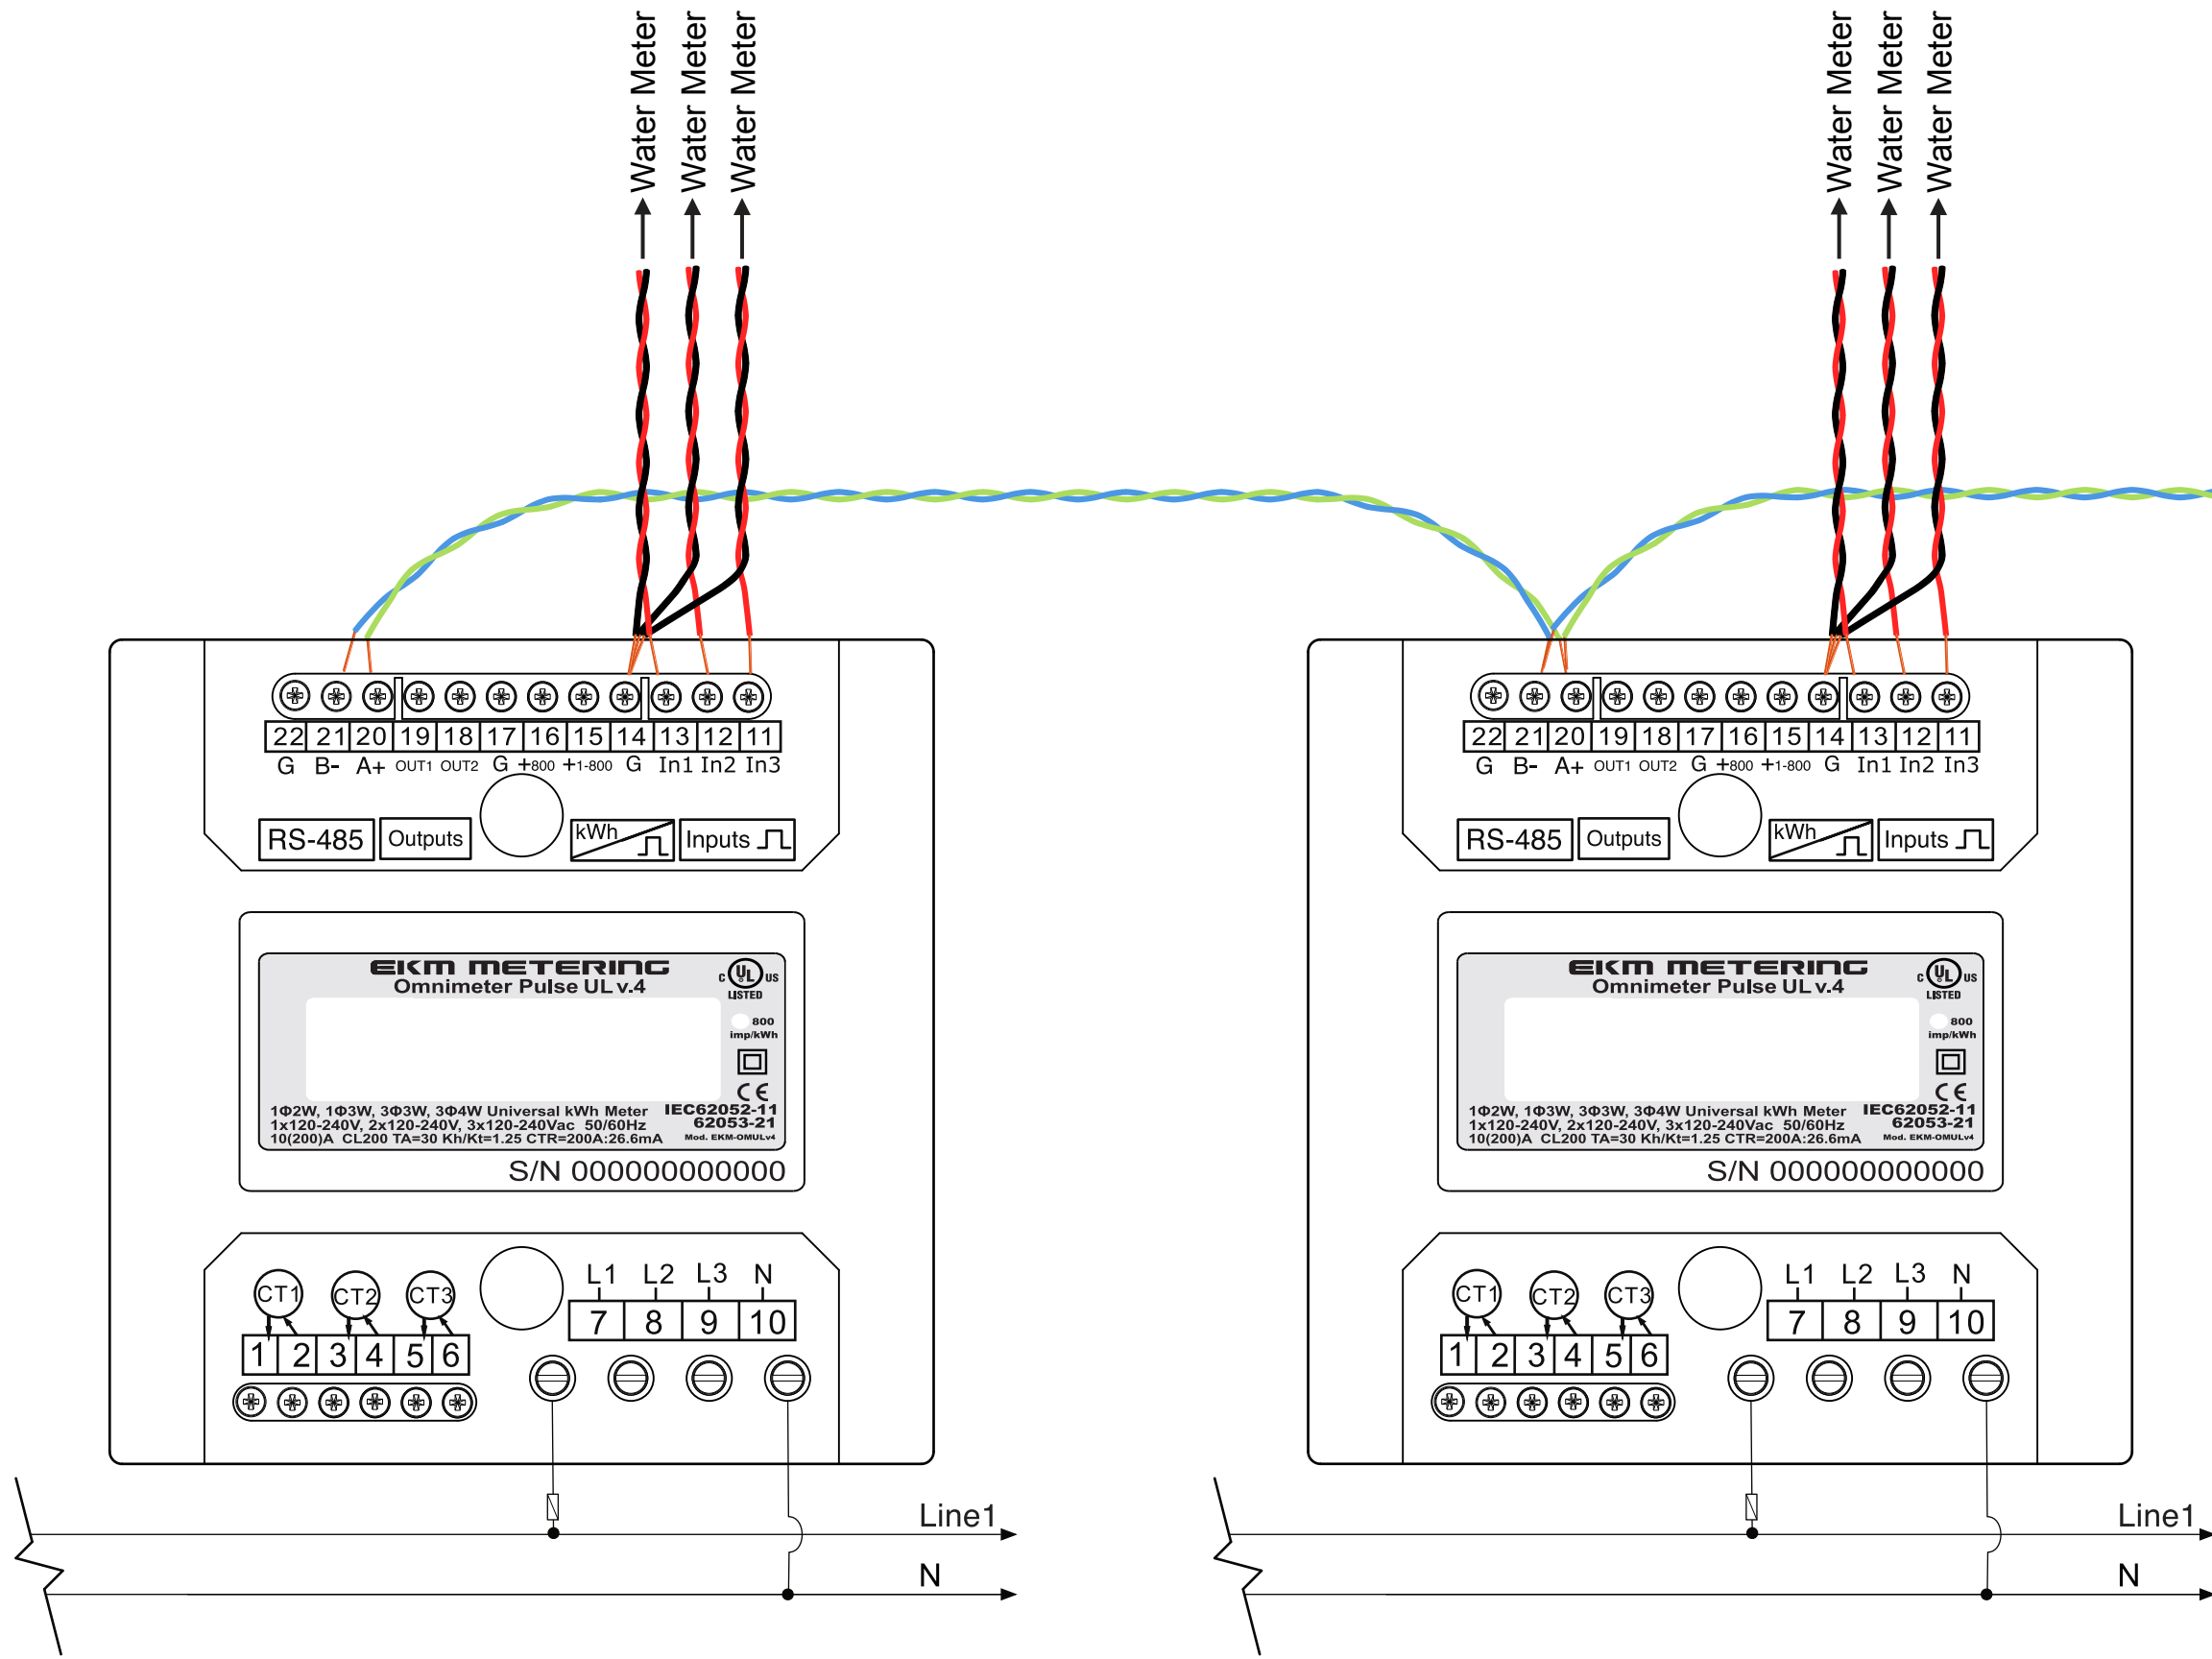 Water Meter
Water Meter
Water Meter
22 21 20 19 18 17 16 15 14 13 12 11
G B- A+ OUT1 OUT2 G +800 +1-800 G In1 In2 In3
RS-485 Outputs kWh Inputs
EKM METERING
Omnimeter Pulse UL v.4
C UL US
LISTED
800
imp/kWh
CE
1Φ2W, 1Φ3W, 3Φ3W, 3Φ4W Universal kWh Meter IEC62052-11
1x120-240V, 2x120-240V, 3x120-240Vac 50/60Hz 62053-21
10(200)A CL200 TA=30 Kh/Kt=1.25 CTR=200A:26.6mA Mod. EKM-OMULv4
S/N 000000000000
CT1 CT2 CT3 L1 L2 L3 N
1 2 3 4 5 6 7 8 9 10
Line1
N
Water Meter
Water Meter
Water Meter
22 21 20 19 18 17 16 15 14 13 12 11
G B- A+ OUT1 OUT2 G +800 +1-800 G In1 In2 In3
RS-485 Outputs kWh Inputs
EKM METERING
Omnimeter Pulse UL v.4
C UL US
LISTED
800
imp/kWh
CE
1Φ2W, 1Φ3W, 3Φ3W, 3Φ4W Universal kWh Meter IEC62052-11
1x120-240V, 2x120-240V, 3x120-240Vac 50/60Hz 62053-21
10(200)A CL200 TA=30 Kh/Kt=1.25 CTR=200A:26.6mA Mod. EKM-OMULv4
S/N 000000000000
CT1 CT2 CT3 L1 L2 L3 N
1 2 3 4 5 6 7 8 9 10
Line1
N